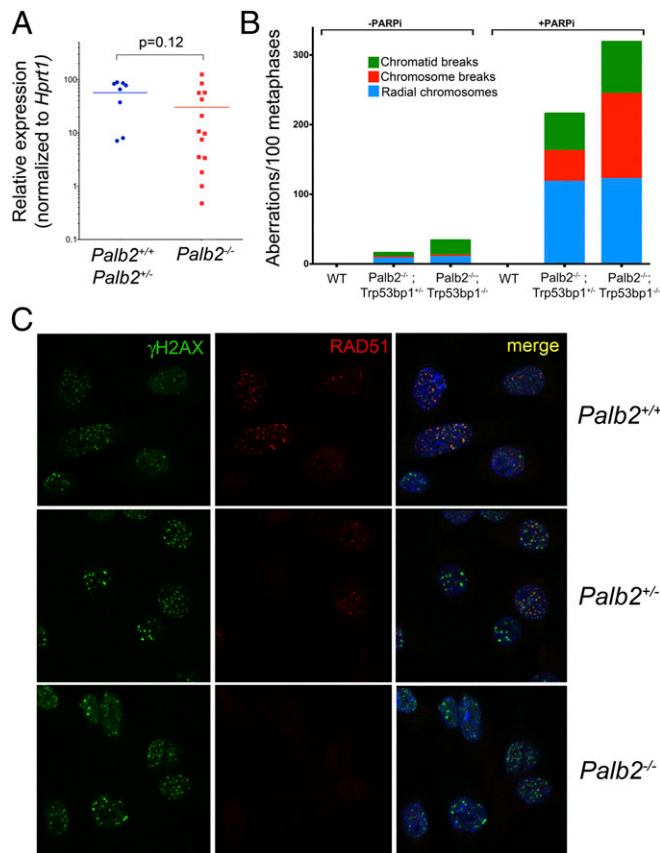 A
p=0.12
Relative expression
(normalized to Hprt1)
100
10
1
0.1
Palb2+/+
Palb2+/-
Palb2-/-
B
-PARPi
+PARPi
Chromatid breaks
Chromosome breaks
Radial chromosomes
Aberrations/100 metaphases
300
200
100
0
WT
Palb2-/-;
Trp53bp1+/-
Palb2-/-;
Trp53bp1-/-
WT
Palb2-/-;
Trp53bp1+/-
Palb2-/-;
Trp53bp1-/-
C
γH2AX
RAD51
merge
Palb2+/+
Palb2+/-
Palb2-/-